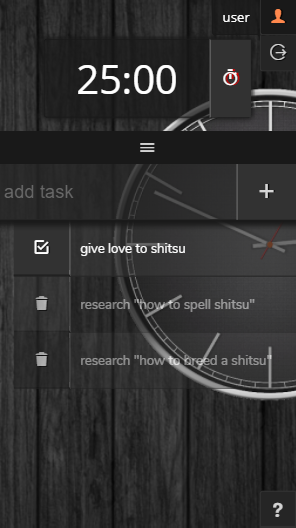 user
25:00
add task
give love to shitsu
research "how to spell shitsu"
research "how to breed a shitsu"
?